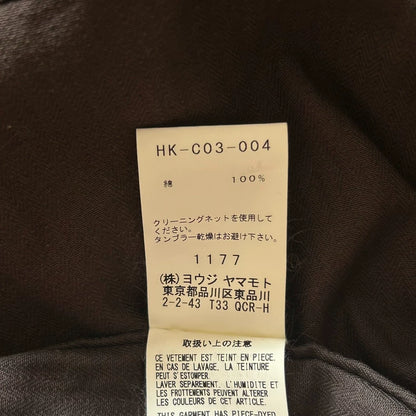 HK-C03-004
綿 100%
クリーニングネットを使用して
ください。
タンブラー乾燥はお避け下さい。
1177
(株)ヨウジ ヤマモト
東京都品川区東品川
2-2-43 T33 QCR-H
取扱い上の注意
CE VETEMENT EST TEINT EN PIECE.
EN CAS DE LAVAGE, LA TEINTURE
PEUT S'ESTOMPER.
LAVER SEPAREMENT. L'HUMIDITE ET
LES FROTTEMENTS PEUVENT ALTERER
LES COULEURS DE CET ARTICLE.
THIS GARMENT HAS PIECE-DYED